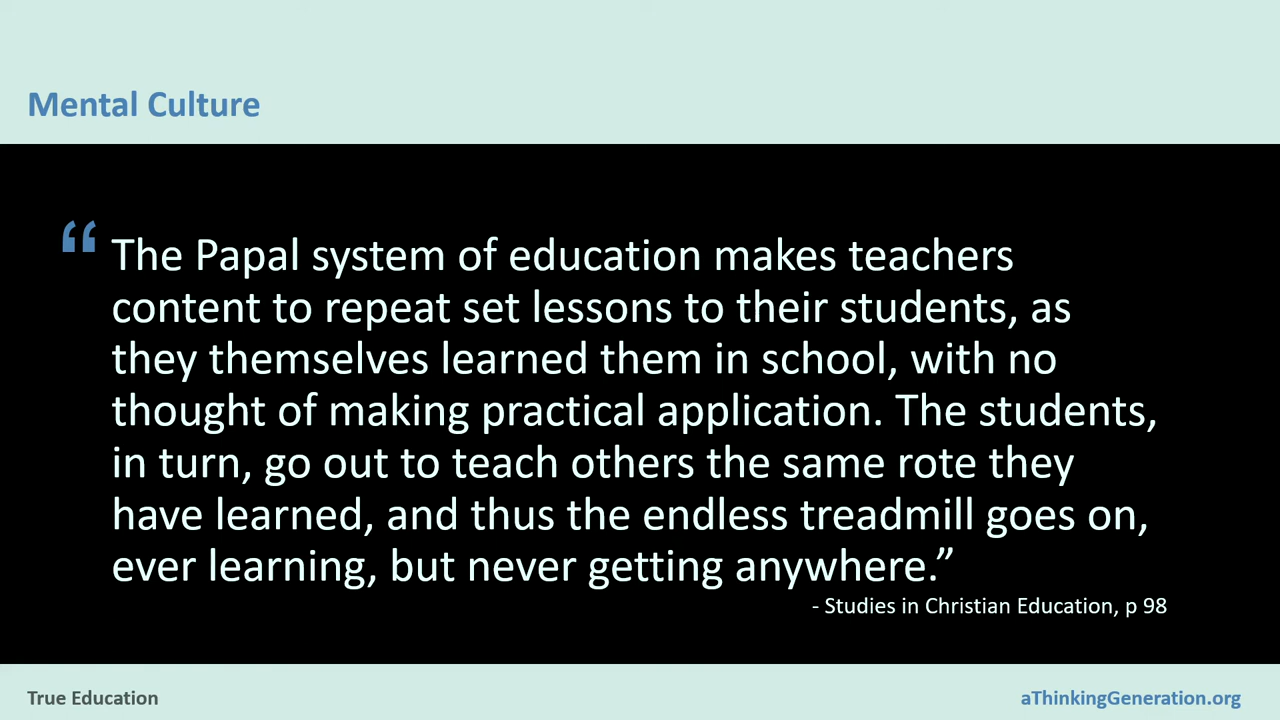 Mental Culture
“ The Papal system of education makes teachers
content to repeat set lessons to their students, as
they themselves learned them in school, with no
thought of making practical application. The students,
in turn, go out to teach others the same rote they
have learned, and thus the endless treadmill goes on,
ever learning, but never getting anywhere.”
- Studies in Christian Education, p 98
True Education
aThinkingGeneration.org